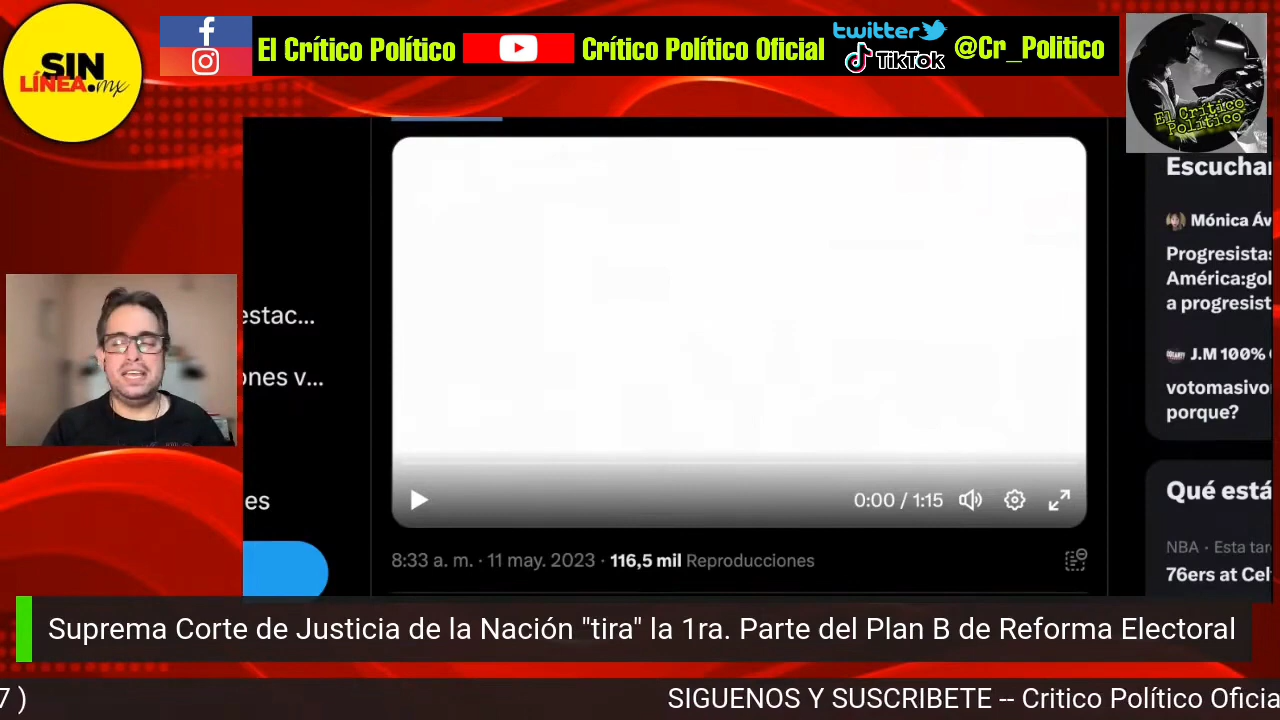 SIN
LÍNEA.mx
El Crítico Político
Crítico Político Oficial
twitter
TikTok
@Cr_Politico
El Crítico
Político
Escuchar
Mónica Áv
Progresistas
América:gol
a progresist
J.M 100%
votomasivo
porque?
estac...
ones v...
es
0:00 / 1:15
8:33 a. m. · 11 may. 2023 · 116,5 mil Reproducciones
Qué está
NBA · Esta tard
76ers at Cel
Suprema Corte de Justicia de la Nación "tira" la 1ra. Parte del Plan B de Reforma Electoral
7 )
SIGUENOS Y SUSCRIBETE -- Critico Político Oficia